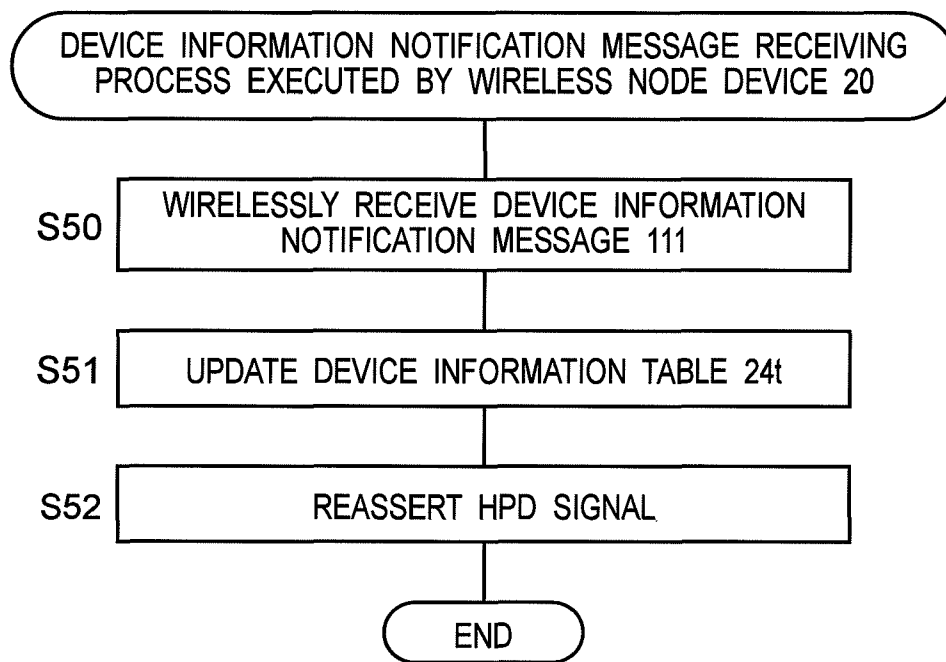 DEVICE INFORMATION NOTIFICATION MESSAGE RECEIVING
PROCESS EXECUTED BY WIRELESS NODE DEVICE 20
S50
WIRELESSLY RECEIVE DEVICE INFORMATION
NOTIFICATION MESSAGE 111
S51
UPDATE DEVICE INFORMATION TABLE 24t
S52
REASSERT HPD SIGNAL
END